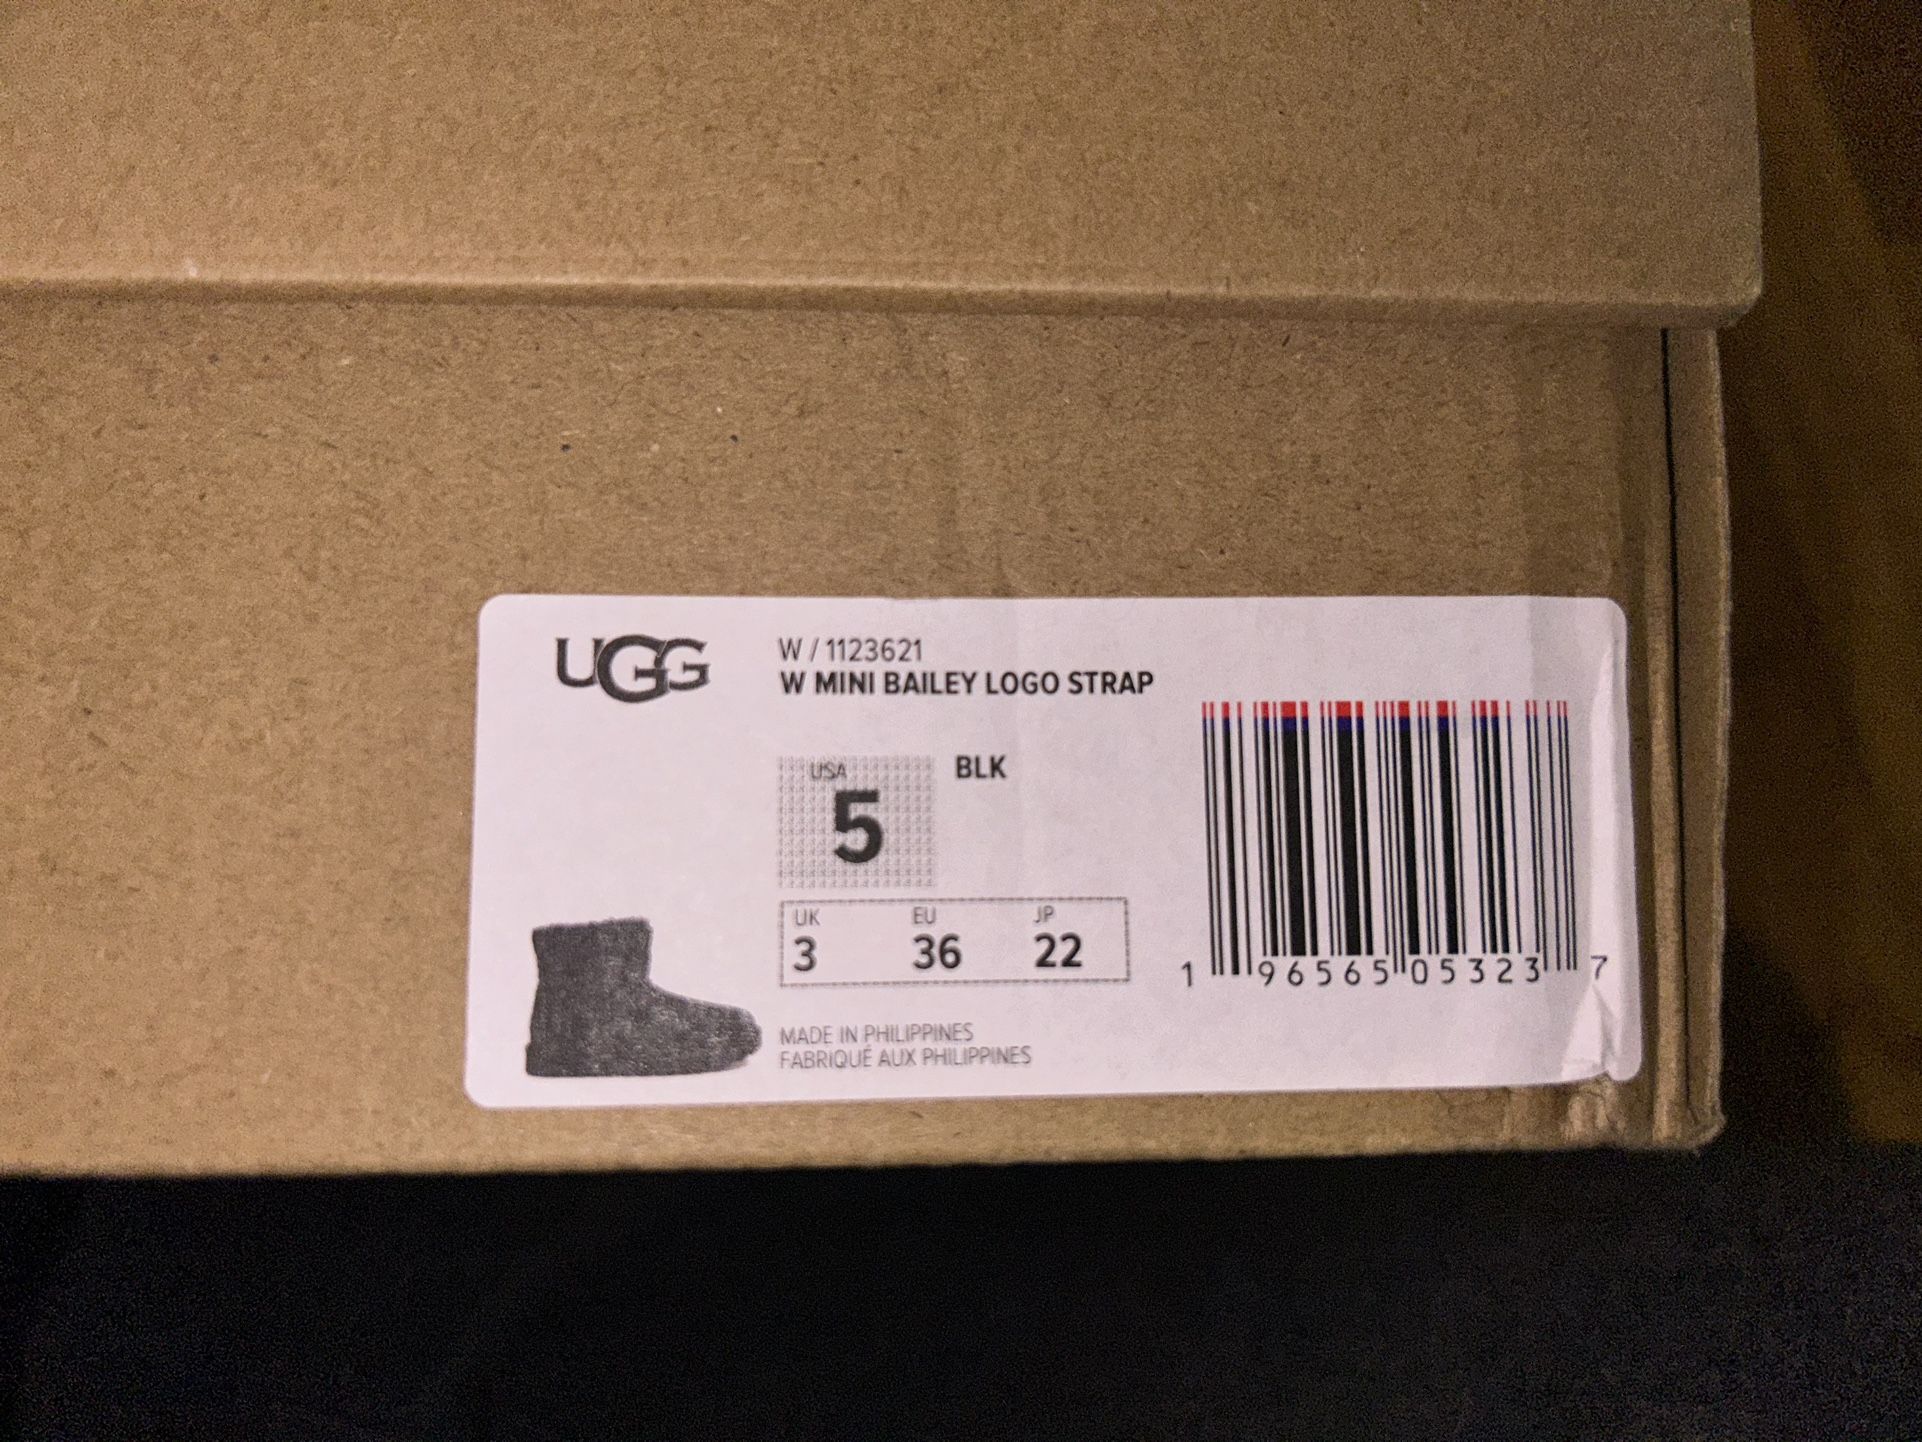 UGG
W / 1123621
W MINI BAILEY LOGO STRAP
USA
5
BLK
UK EU JP
3 36 22
MADE IN PHILIPPINES
FABRIQUÉ AUX PHILIPPINES
1 96565 05323 7